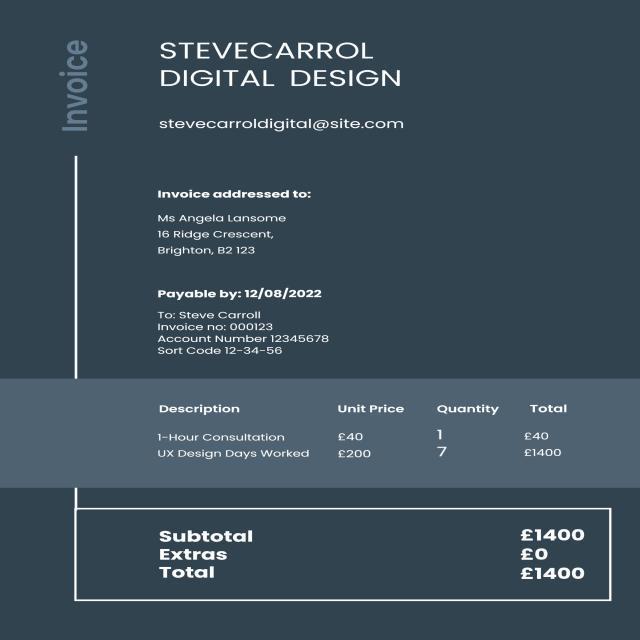 Invoice
STEVECARROL
DIGITAL DESIGN
stevecarroldigital@site.com
Invoice addressed to:
Ms Angela Lansome
16 Ridge Crescent,
Brighton, B2 123
Payable by: 12/08/2022
To: Steve Carroll
Invoice no: 000123
Account Number 12345678
Sort Code 12-34-56
Description Unit Price Quantity Total
1-Hour Consultation £40 1 £40
UX Design Days Worked £200 7 £1400
Subtotal £1400
Extras £0
Total £1400